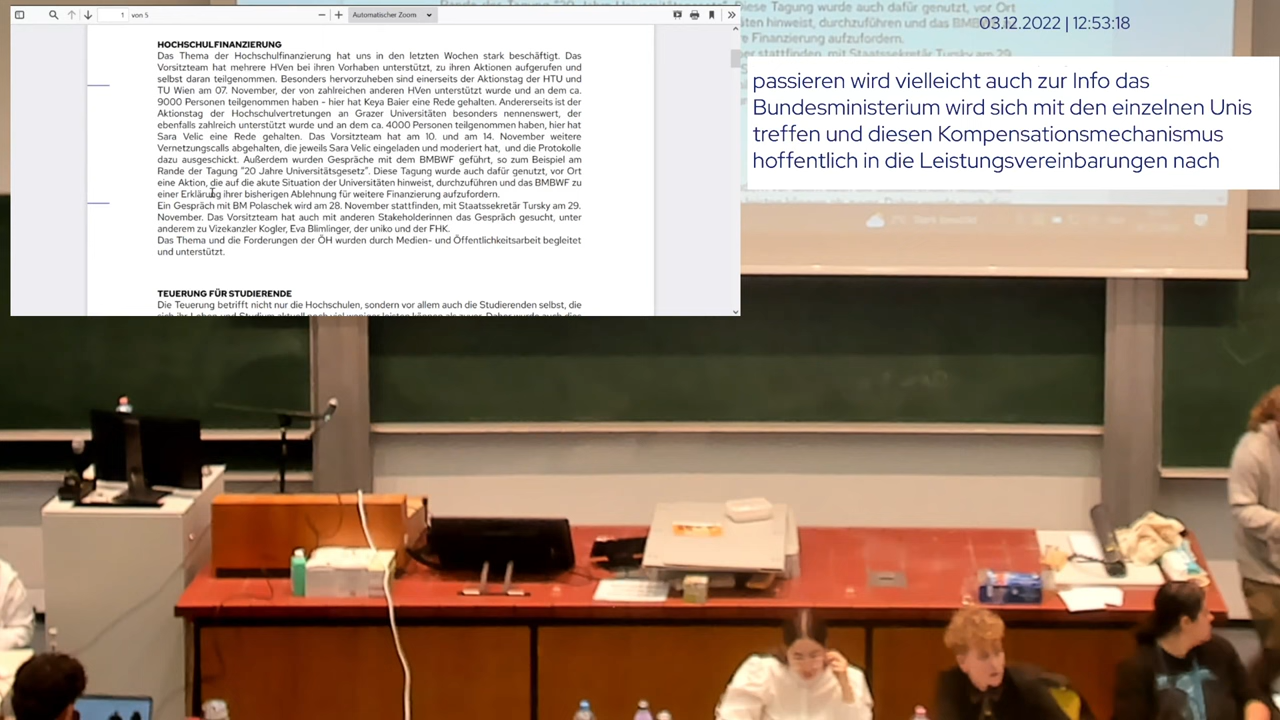 1 von 5
Automatischer Zoom
HOCHSCHULFINANZIERUNG
Das Thema der Hochschulfinanzierung hat uns in den letzten Wochen stark beschäftigt. Das
Vorsitzteam hat mehrere HVen bei ihren Vorhaben unterstützt, zu ihren Aktionen aufgerufen und
selbst daran teilgenommen. Besonders hervorzuheben sind einerseits der Aktionstag der HTU und
TU Wien am 07. November, der von zahlreichen anderen HVen unterstützt wurde und an dem ca.
9000 Personen teilgenommen haben - hier hat Keya Baier eine Rede gehalten. Andererseits ist der
Aktionstag der Hochschulvertretungen an Grazer Universitäten besonders nennenswert, der
ebenfalls zahlreich unterstützt wurde und an dem ca. 4000 Personen teilgenommen haben, hier hat
Sara Velic eine Rede gehalten. Das Vorsitzteam hat am 10. und am 14. November weitere
Vernetzungscalls abgehalten, die jeweils Sara Velic eingeladen und moderiert hat, und die Protokolle
dazu ausgeschickt. Außerdem wurden Gespräche mit dem BMBWF geführt, so zum Beispiel am
Rande der Tagung "20 Jahre Universitätsgesetz". Diese Tagung wurde auch dafür genutzt, vor Ort
eine Aktion, die auf die akute Situation der Universitäten hinweist, durchzuführen und das BMBWF zu
einer Erklärung ihrer bisherigen Ablehnung für weitere Finanzierung aufzufordern.
Ein Gespräch mit BM Polaschek wird am 28. November stattfinden, mit Staatssekretär Tursky am 29.
November. Das Vorsitzteam hat auch mit anderen Stakeholderinnen das Gespräch gesucht, unter
anderem zu Vizekanzler Kogler, Eva Blimlinger, der uniko und der FHK.
Das Thema und die Forderungen der ÖH wurden durch Medien- und Öffentlichkeitsarbeit begleitet
und unterstützt.
TEUERUNG FÜR STUDIERENDE
Die Teuerung betrifft nicht nur die Hochschulen, sondern vor allem auch die Studierenden selbst, die
03.12.2022 | 12:53:18
passieren wird vielleicht auch zur Info das
Bundesministerium wird sich mit den einzelnen Unis
treffen und diesen Kompensationsmechanismus
hoffentlich in die Leistungsvereinbarungen nach